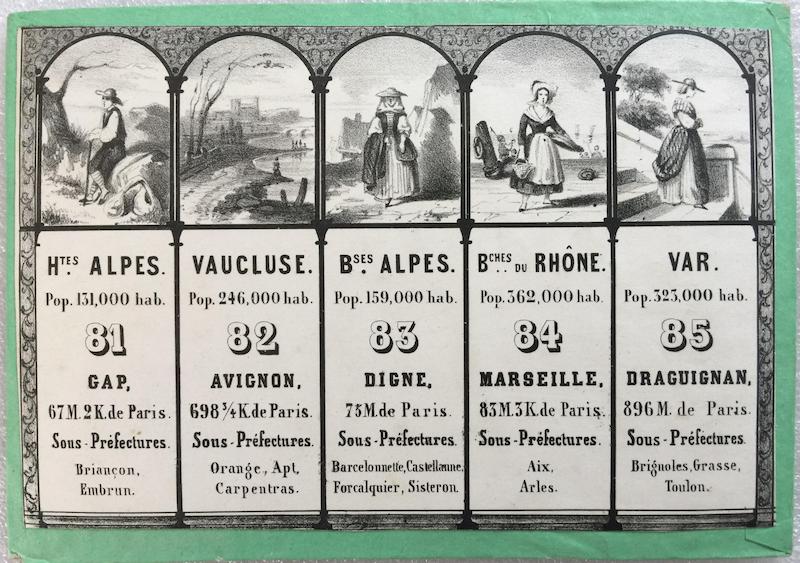 Htes ALPES.
Pop. 131,000 hab.
81
GAP,
67 M. 2 K. de Paris.
Sous-Préfectures.
Briançon,
Embrun.
VAUCLUSE.
Pop. 246,000 hab.
82
AVIGNON,
698 3/4 K. de Paris.
Sous-Préfectures.
Orange, Apt,
Carpentras.
Bses ALPES.
Pop. 159,000 hab.
83
DIGNE,
75 M. de Paris.
Sous-Préfectures.
Barcelonnette, Castellanne,
Forcalquier, Sisteron.
Bches DU RHÔNE.
Pop. 362,000 hab.
84
MARSEILLE,
83 M. 3 K. de Paris.
Sous-Préfectures.
Aix,
Arles.
VAR.
Pop. 323,000 hab.
85
DRAGUIGNAN,
896 M. de Paris.
Sous-Préfectures.
Brignoles, Grasse,
Toulon.